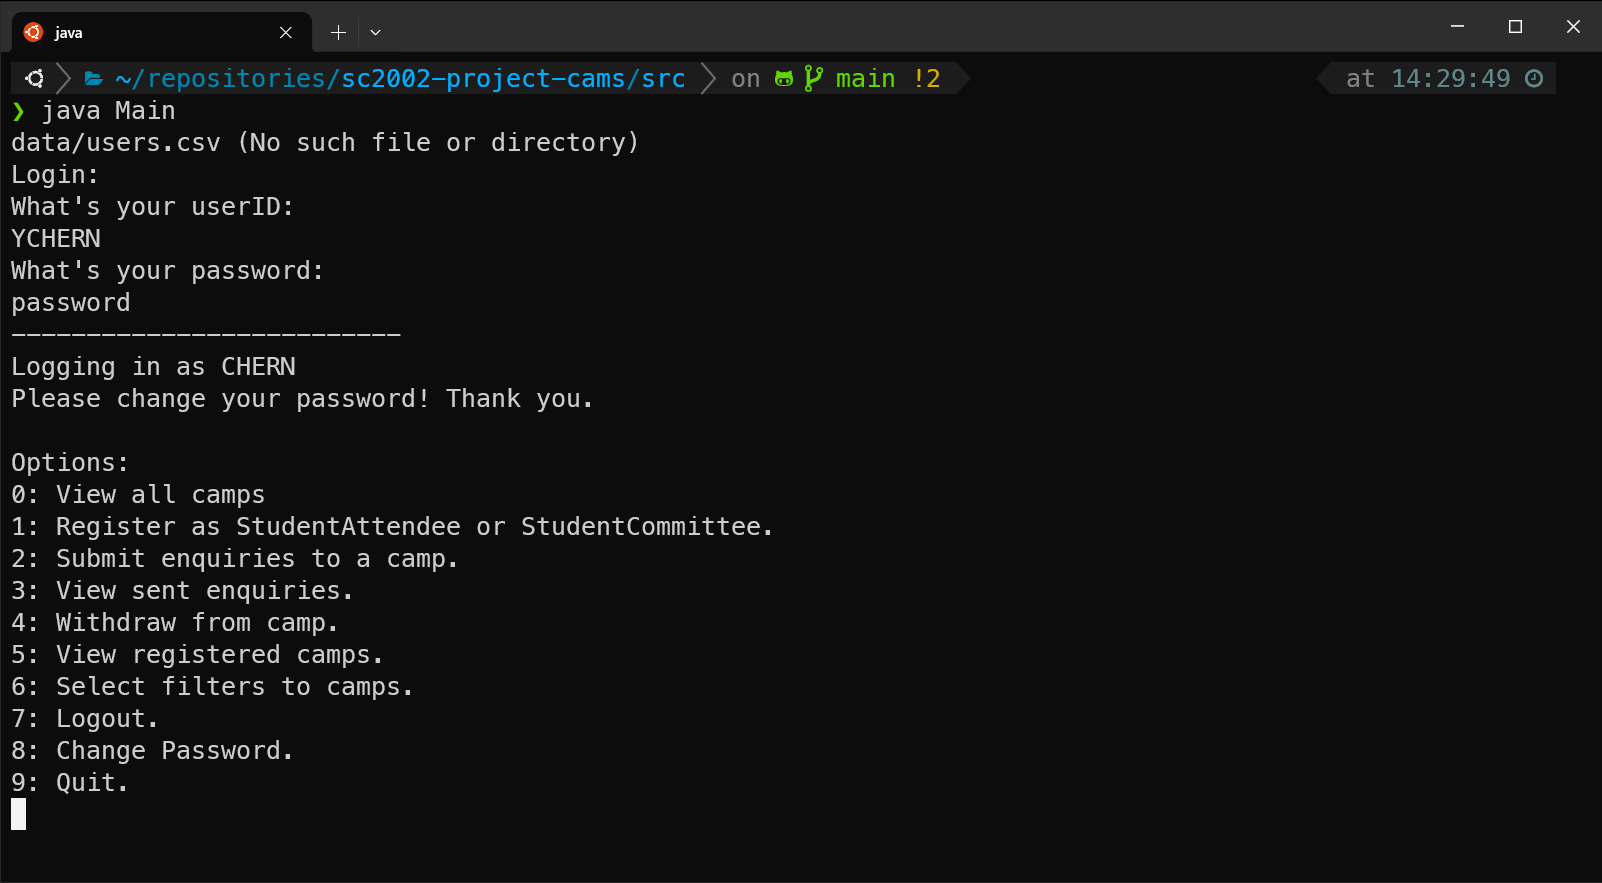 java
~/repositories/sc2002-project-cams/src on main !2 at 14:29:49
❯ java Main
data/users.csv (No such file or directory)
Login:
What's your userID:
YCHERN
What's your password:
password
--------------------------
Logging in as CHERN
Please change your password! Thank you.
Options:
0: View all camps
1: Register as StudentAttendee or StudentCommittee.
2: Submit enquiries to a camp.
3: View sent enquiries.
4: Withdraw from camp.
5: View registered camps.
6: Select filters to camps.
7: Logout.
8: Change Password.
9: Quit.